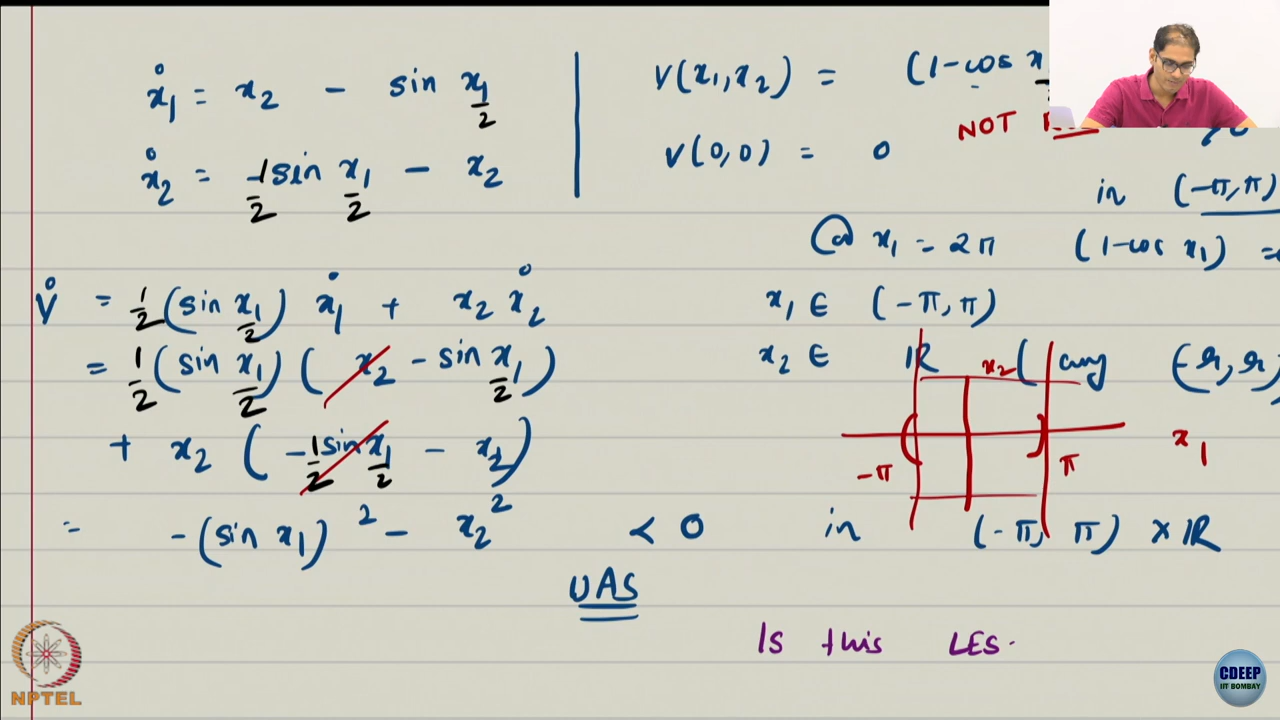 ẋ₁ = x₂ - sin x₁/2
ẋ₂ = -1/2 sin x₁/2 - x₂
V(x₁,x₂) = (1-cos x
NOT
V(0,0) = 0
in (-π,π)
@ x₁ = 2π (1-cos x₁) =
V̇ = 1/2 (sin x₁/2) ẋ₁ + x₂ ẋ₂
= 1/2 (sin x₁/2) (x₂ - sin x₁/2)
+ x₂ (-1/2 sin x₁/2 - x₂)
= -(sin x₁)² - x₂² < 0 in (-π, π) × ℝ
UAS
x₁ ∈ (-π, π)
x₂ ∈ ℝ (any (-r,r)
x₂
x₁
-π
π
Is this LES.
NPTEL
CDEEP
IIT BOMBAY